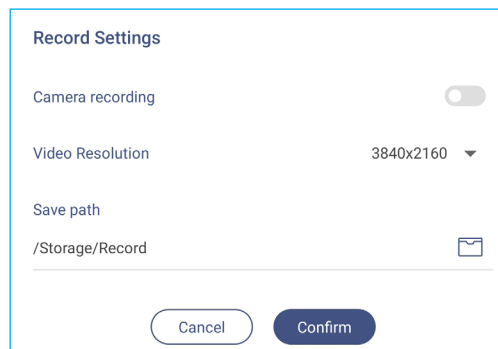 Record Settings
Camera recording
Video Resolution 3840x2160
Save path
/Storage/Record
Cancel Confirm